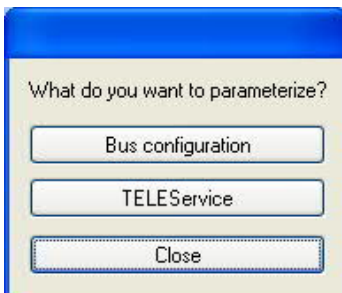 What do you want to parameterize?
Bus configuration
TELEService
Close